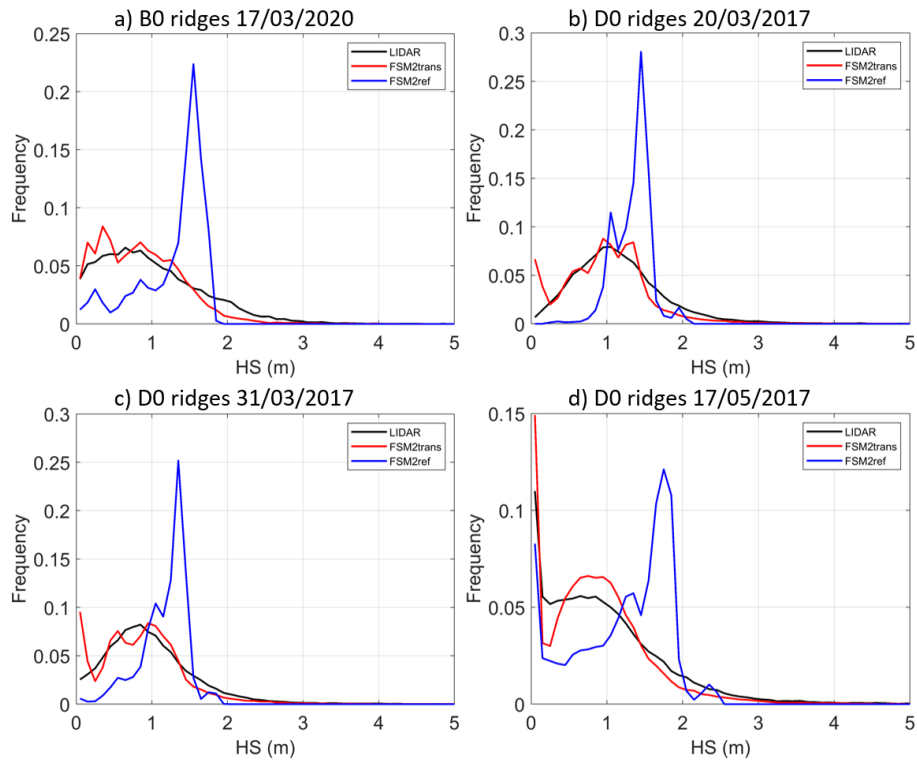 a) B0 ridges 17/03/2020
0.25
0.2
0.15
0.1
0.05
0
Frequency
LIDAR
FSM2trans
FSM2ref
0 1 2 3 4 5
HS (m)
b) D0 ridges 20/03/2017
0.3
0.25
0.2
0.15
0.1
0.05
0
Frequency
LIDAR
FSM2trans
FSM2ref
0 1 2 3 4 5
HS (m)
c) D0 ridges 31/03/2017
0.3
0.25
0.2
0.15
0.1
0.05
0
Frequency
LIDAR
FSM2trans
FSM2ref
0 1 2 3 4 5
HS (m)
d) D0 ridges 17/05/2017
0.15
0.1
0.05
0
Frequency
LIDAR
FSM2trans
FSM2ref
0 1 2 3 4 5
HS (m)